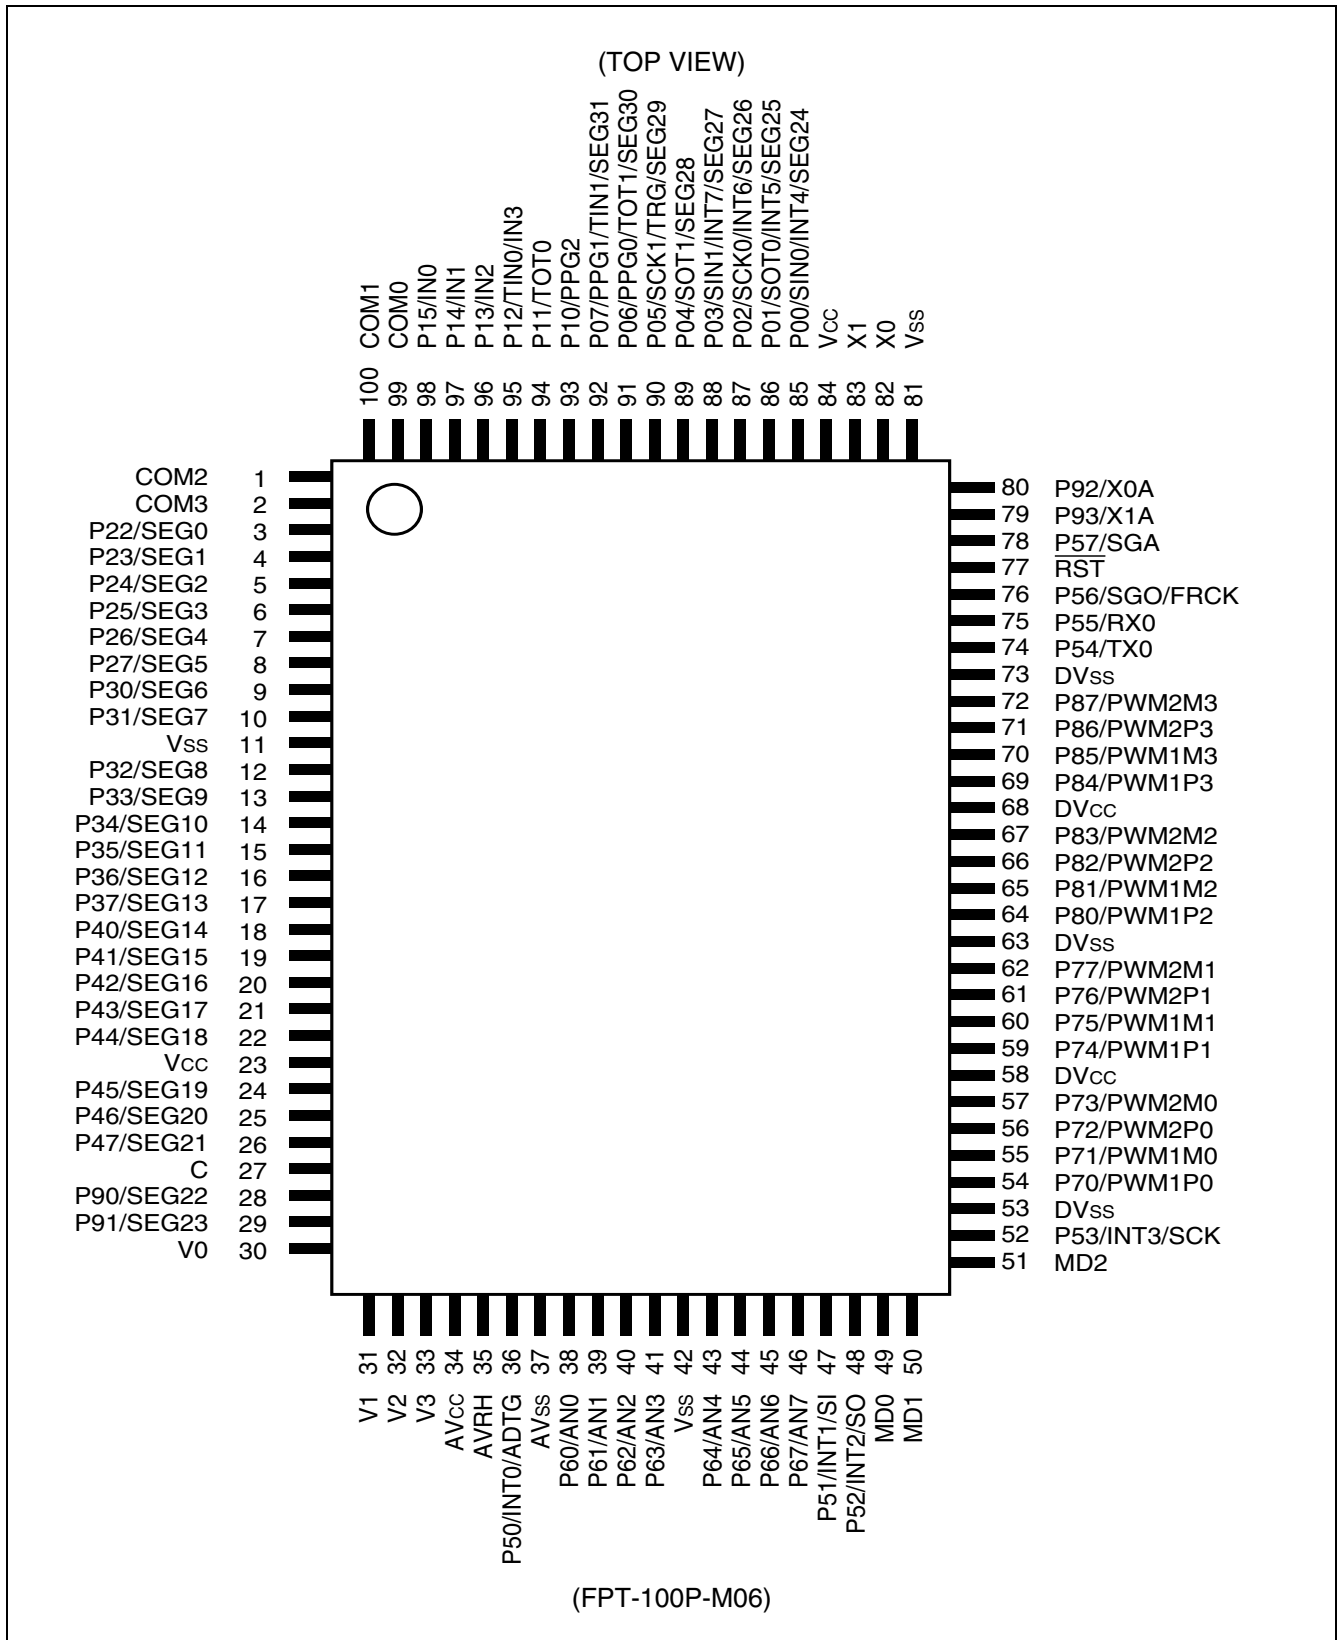 (TOP VIEW)
COM1
COM0
P15/IN0
P14/IN1
P13/IN2
P12/TIN0/IN3
P11/TOT0
P10/PPG2
P07/PPG1/TIN1/SEG31
P06/PPG0/TOT1/SEG30
P05/SCK1/TRG/SEG29
P04/SOT1/SEG28
P03/SIN1/INT7/SEG27
P02/SCK0/INT6/SEG26
P01/SOT0/INT5/SEG25
P00/SIN0/INT4/SEG24
Vcc
X1
X0
Vss
100 99 98 97 96 95 94 93 92 91 90 89 88 87 86 85 84 83 82 81
COM2 1
COM3 2
P22/SEG0 3
P23/SEG1 4
P24/SEG2 5
P25/SEG3 6
P26/SEG4 7
P27/SEG5 8
P30/SEG6 9
P31/SEG7 10
Vss 11
P32/SEG8 12
P33/SEG9 13
P34/SEG10 14
P35/SEG11 15
P36/SEG12 16
P37/SEG13 17
P40/SEG14 18
P41/SEG15 19
P42/SEG16 20
P43/SEG17 21
P44/SEG18 22
Vcc 23
P45/SEG19 24
P46/SEG20 25
P47/SEG21 26
C 27
P90/SEG22 28
P91/SEG23 29
V0 30
80 P92/X0A
79 P93/X1A
78 P57/SGA
77 RST
76 P56/SGO/FRCK
75 P55/RX0
74 P54/TX0
73 DVss
72 P87/PWM2M3
71 P86/PWM2P3
70 P85/PWM1M3
69 P84/PWM1P3
68 DVcc
67 P83/PWM2M2
66 P82/PWM2P2
65 P81/PWM1M2
64 P80/PWM1P2
63 DVss
62 P77/PWM2M1
61 P76/PWM2P1
60 P75/PWM1M1
59 P74/PWM1P1
58 DVcc
57 P73/PWM2M0
56 P72/PWM2P0
55 P71/PWM1M0
54 P70/PWM1P0
53 DVss
52 P53/INT3/SCK
51 MD2
31 32 33 34 35 36 37 38 39 40 41 42 43 44 45 46 47 48 49 50
V1
V2
V3
AVcc
AVRH
P50/INT0/ADTG
AVss
P60/AN0
P61/AN1
P62/AN2
P63/AN3
Vss
P64/AN4
P65/AN5
P66/AN6
P67/AN7
P51/INT1/SI
P52/INT2/SO
MD0
MD1
(FPT-100P-M06)